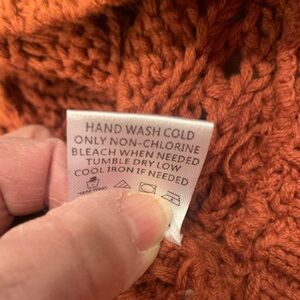 HAND WASH COLD
ONLY NON-CHLORINE
BLEACH WHEN NEEDED
TUMBLE DRY LOW
COOL IRON IF NEEDED